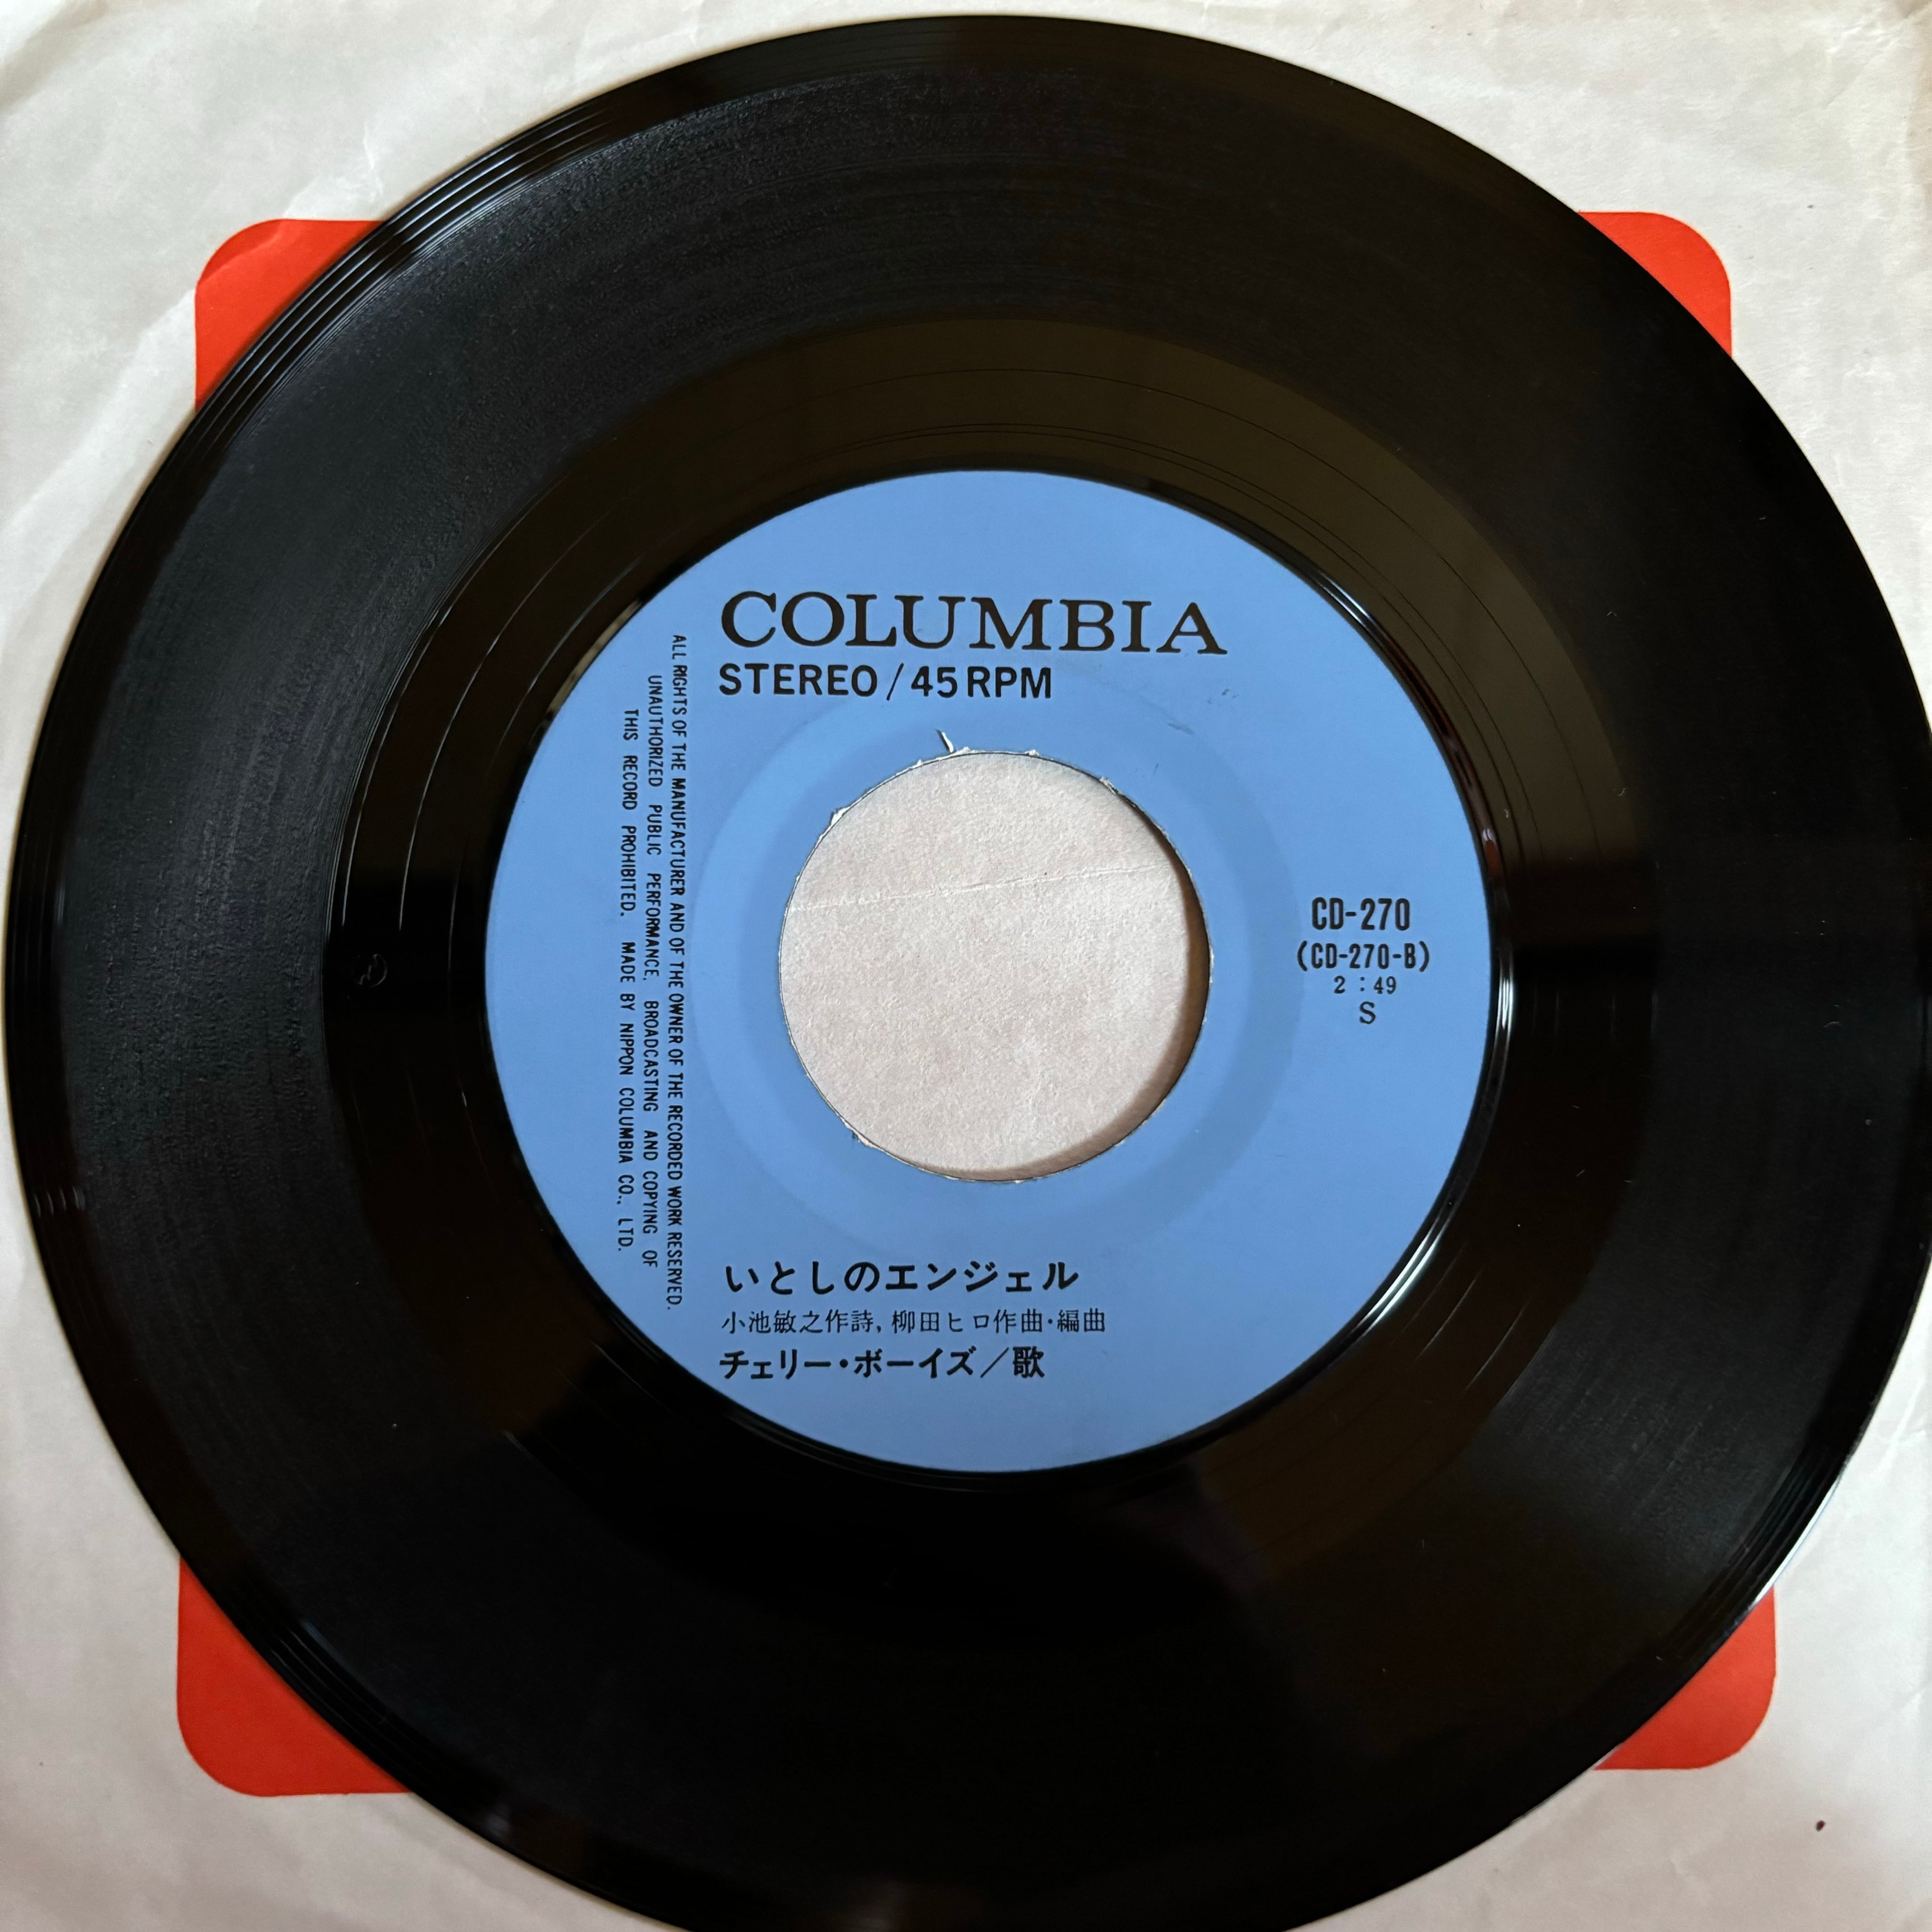 COLUMBIA
STEREO/45RPM
ALL RIGHTS OF THE MANUFACTURER AND OF THE OWNER OF THE RECORDED WORK RESERVED.
UNAUTHORIZED PUBLIC PERFORMANCE, BROADCASTING AND COPYING OF
THIS RECORD PROHIBITED. MADE BY NIPPON COLUMBIA CO., LTD.
CD-270
(CD-270-B)
2:49
S
いとしのエンジェル
小池敏之作詩, 柳田ヒロ作曲・編曲
チェリー・ボーイズ／歌